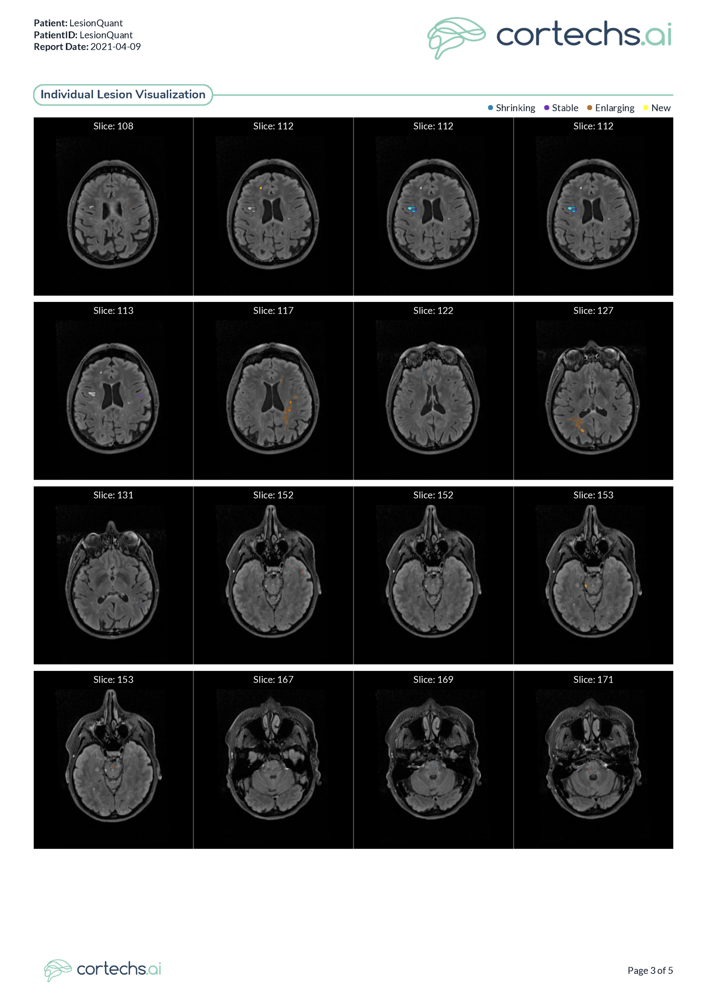 Patient: LesionQuant
PatientID: LesionQuant
Report Date: 2021-04-09
cortechs.ai
Individual Lesion Visualization
Shrinking Stable Enlarging New
Slice: 108 Slice: 112 Slice: 112 Slice: 112
Slice: 113 Slice: 117 Slice: 122 Slice: 127
Slice: 131 Slice: 152 Slice: 152 Slice: 153
Slice: 153 Slice: 167 Slice: 169 Slice: 171
cortechs.ai
Page 3 of 5